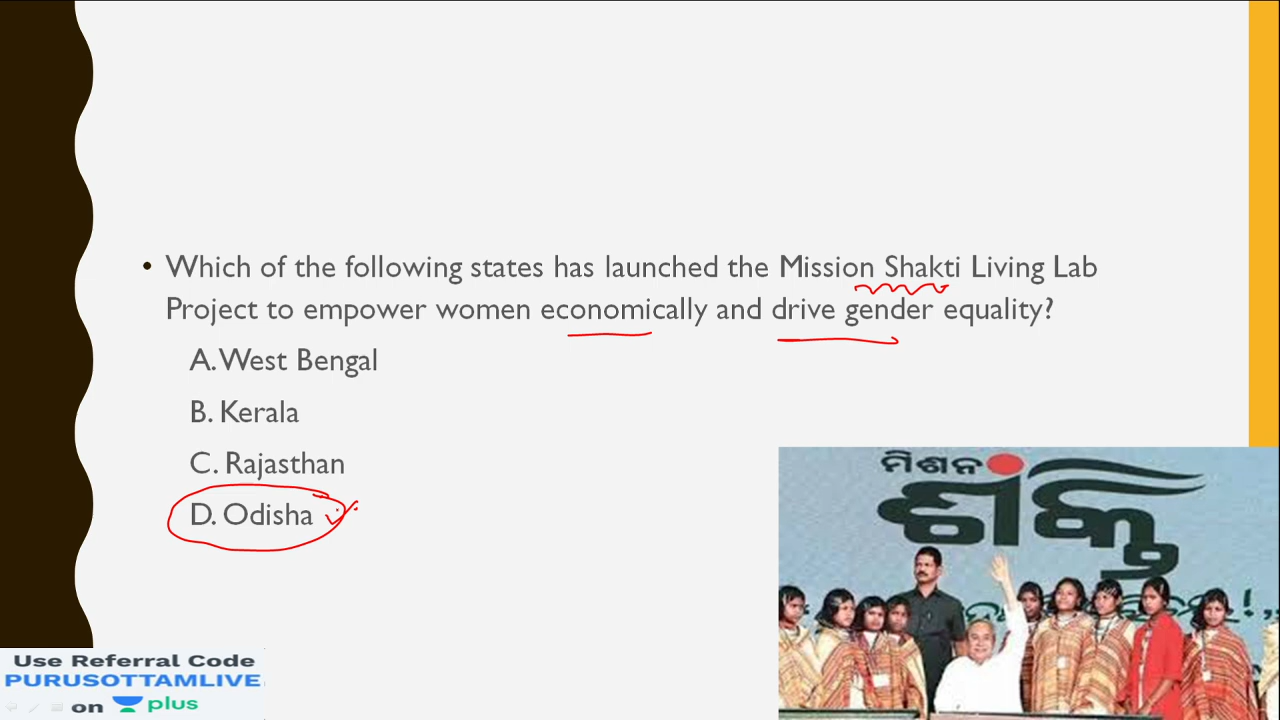 Which of the following states has launched the Mission Shakti Living Lab
Project to empower women economically and drive gender equality?
A. West Bengal
B. Kerala
C. Rajasthan
D. Odisha
ମିଶନ
ଶକ୍ତି
Use Referral Code
PURUSOTTAMLIVE
on plus